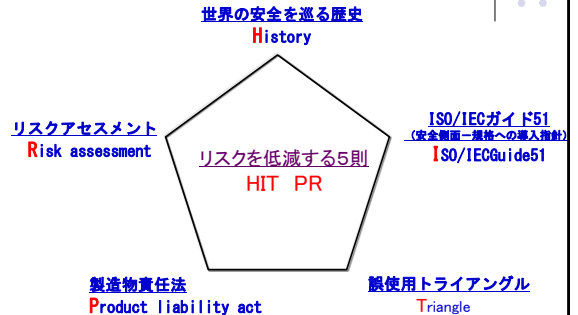 世界の安全を巡る歴史
History
リスクアセスメント
Risk assessment
ISO/IECガイド51
(安全側面－規格への導入指針)
ISO/IECGuide51
リスクを低減する5則
HIT PR
製造物責任法
Product liability act
誤使用トライアングル
Triangle